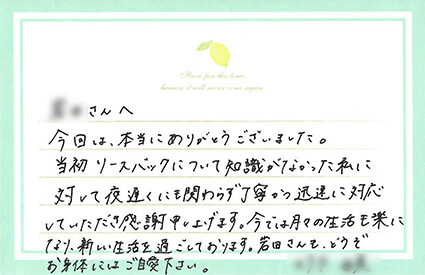 Have fun this time,
because it will never come again
さんへ
今回は、本当にありがとうございました。
当初リースバックについて知識がなかった私に
対して夜遅くにも関わらず丁寧かつ迅速に対応
していただき感謝申し上げます。今では月々の生活も楽に
なり、新しい生活を過ごしております。岩田さんも、どうぞ
お身体にはご自愛下さい。